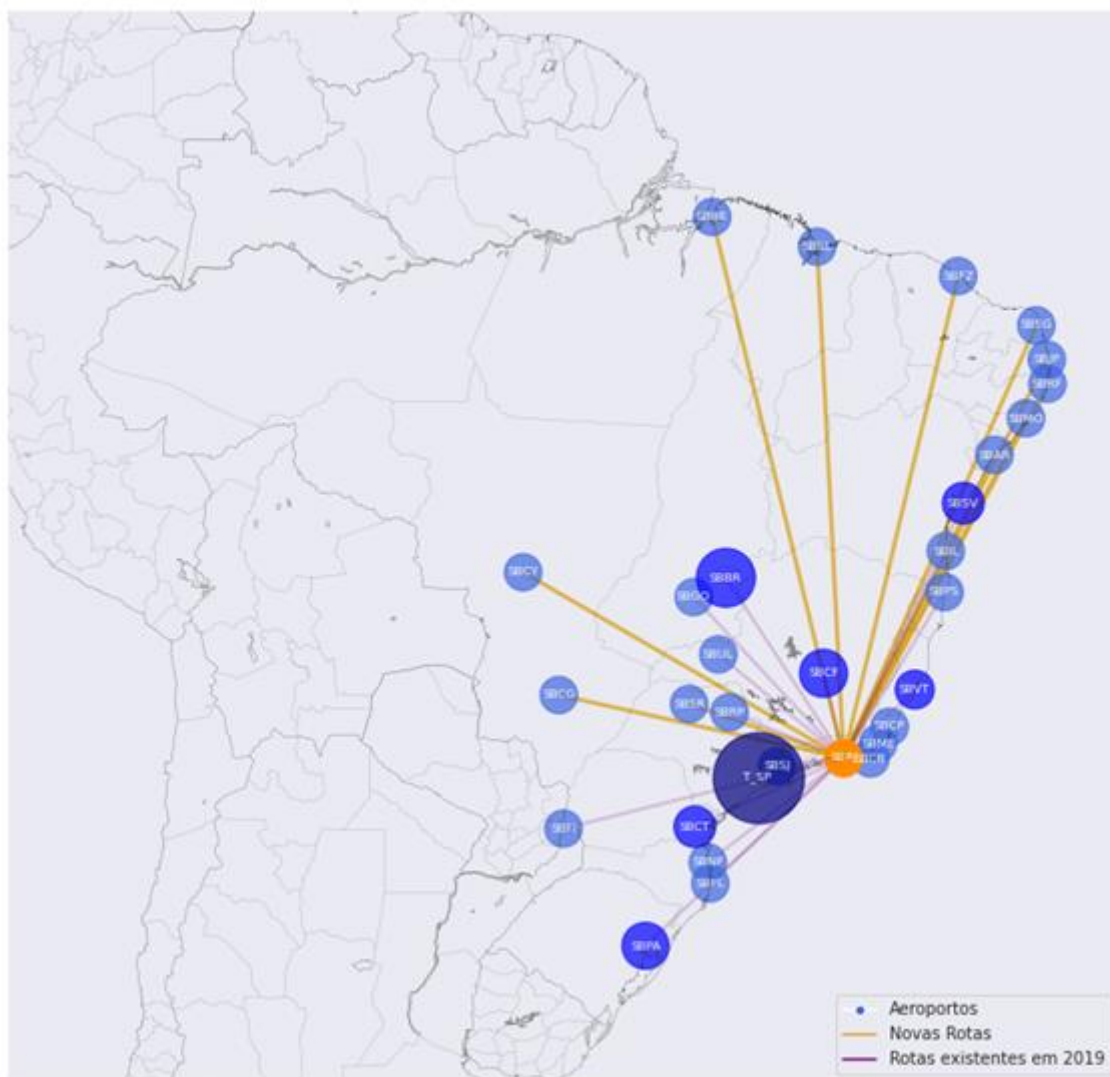 SBBE
SBSL
SBFZ
SBSG
SBJP
SBRF
SBMO
SBAR
SBSV
SBIL
SBPS
SBCY
SBBR
SBGO
SBUL
SBCF
SBVT
SBCG
SBSR
SBRP
SBCP
SBME
SBCB
SBSJ
T_SP
SBFI
SBCT
SBNF
SBFL
SBPA
Aeroportos
Novas Rotas
Rotas existentes em 2019